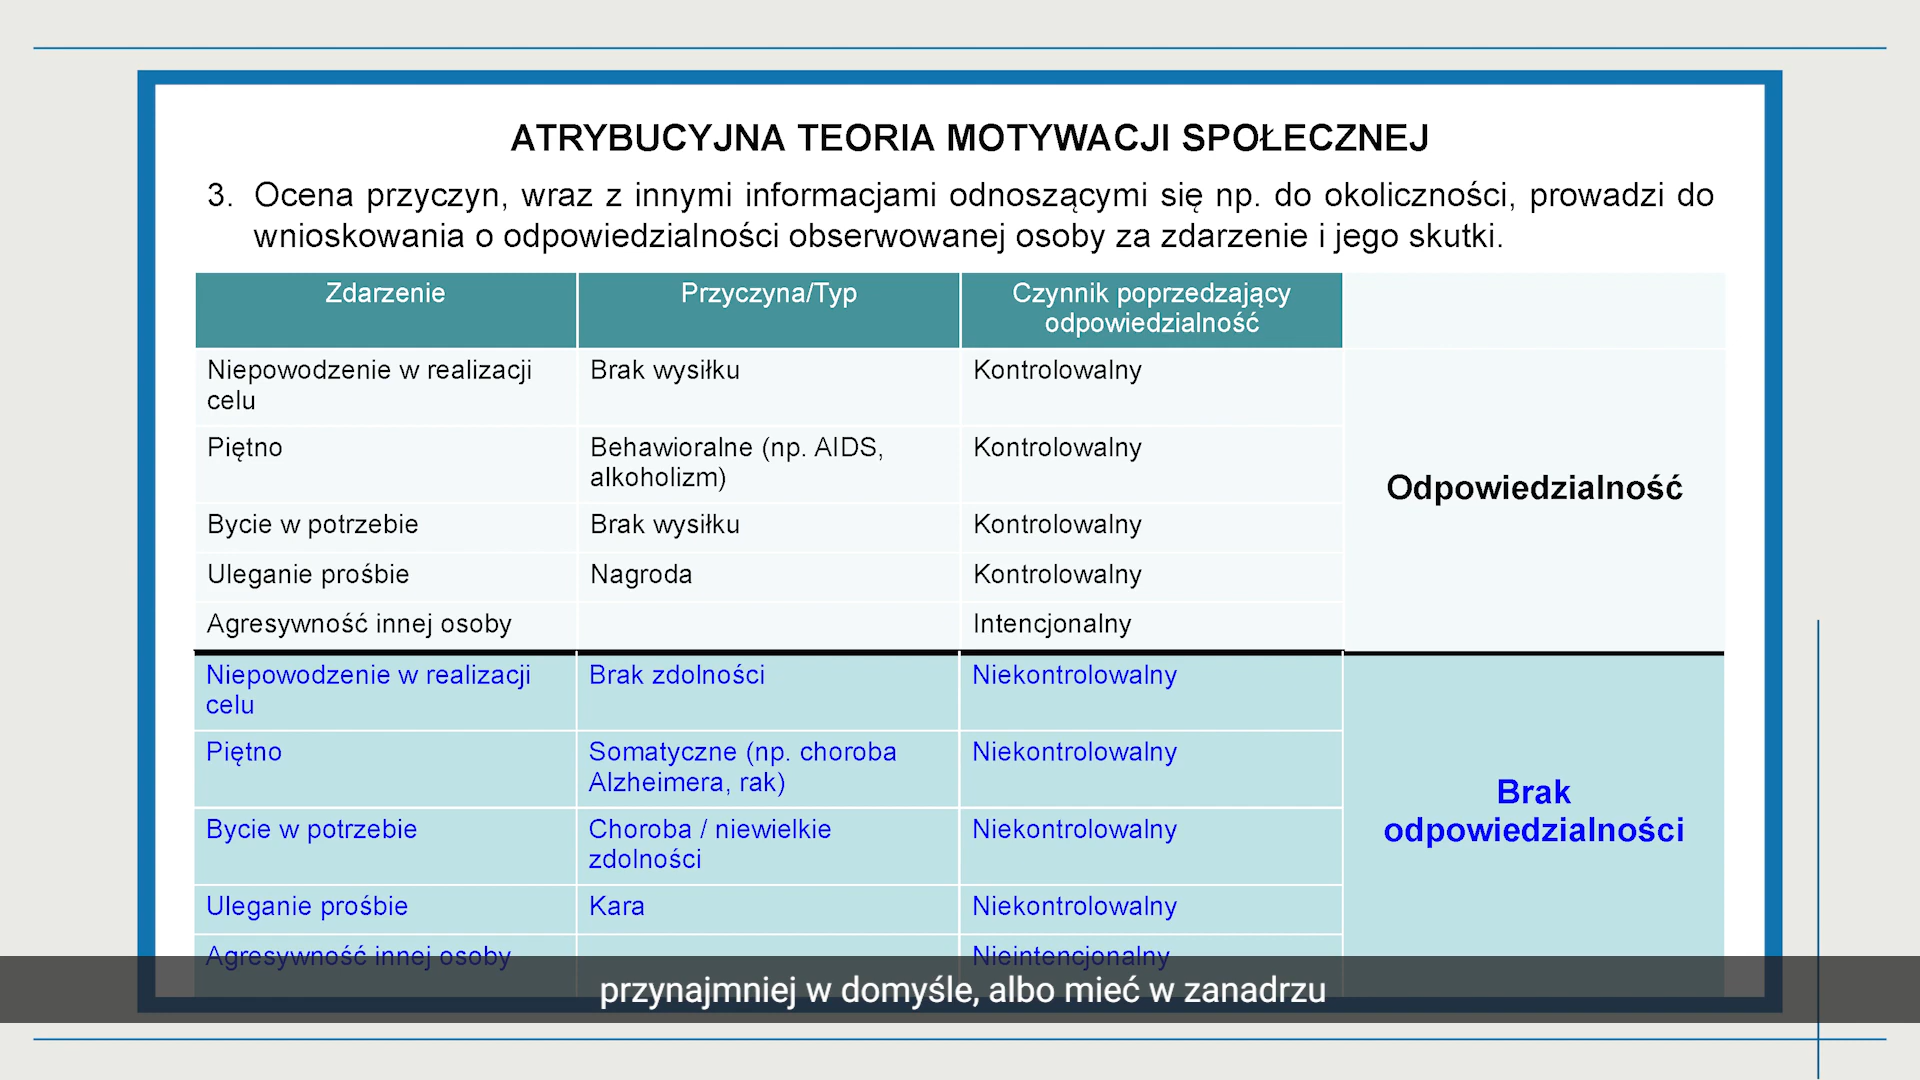 ATRYBUCYJNA TEORIA MOTYWACJI SPOŁECZNEJ
3. Ocena przyczyn, wraz z innymi informacjami odnoszącymi się np. do okoliczności, prowadzi do
wnioskowania o odpowiedzialności obserwowanej osoby za zdarzenie i jego skutki.
Zdarzenie
Przyczyna/Typ
Czynnik poprzedzający
odpowiedzialność
Niepowodzenie w realizacji
celu
Brak wysiłku
Kontrolowalny
Piętno
Behawioralne (np. AIDS,
alkoholizm)
Kontrolowalny
Bycie w potrzebie
Brak wysiłku
Kontrolowalny
Uleganie prośbie
Nagroda
Kontrolowalny
Agresywność innej osoby
Intencjonalny
Odpowiedzialność
Niepowodzenie w realizacji
celu
Brak zdolności
Niekontrolowalny
Piętno
Somatyczne (np. choroba
Alzheimera, rak)
Niekontrolowalny
Bycie w potrzebie
Choroba / niewielkie
zdolności
Niekontrolowalny
Uleganie prośbie
Kara
Niekontrolowalny
Agresywność innej osoby
Nieintencjonalny
Brak
odpowiedzialności
przynajmniej w domyśle, albo mieć w zanadrzu